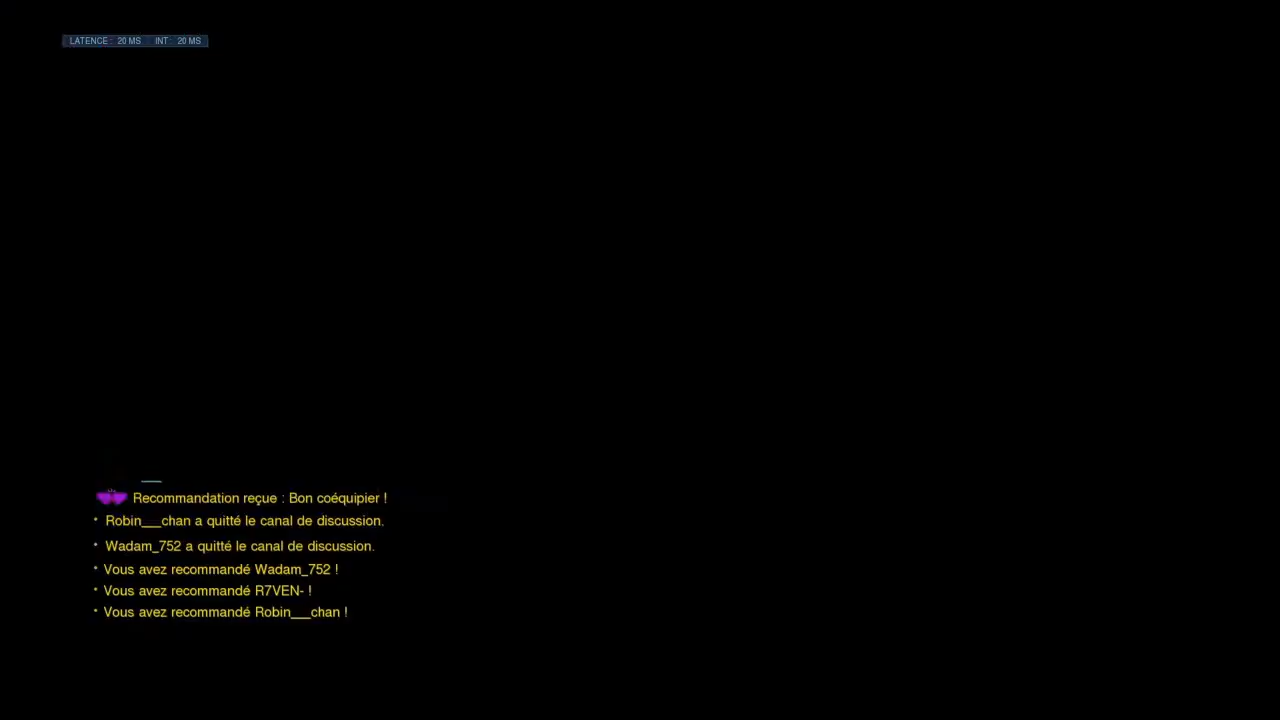 LATENCE : 20 MS INT : 20 MS
Recommandation reçue : Bon coéquipier !
Robin___chan a quitté le canal de discussion.
Wadam_752 a quitté le canal de discussion.
Vous avez recommandé Wadam_752 !
Vous avez recommandé R7VEN- !
Vous avez recommandé Robin___chan !